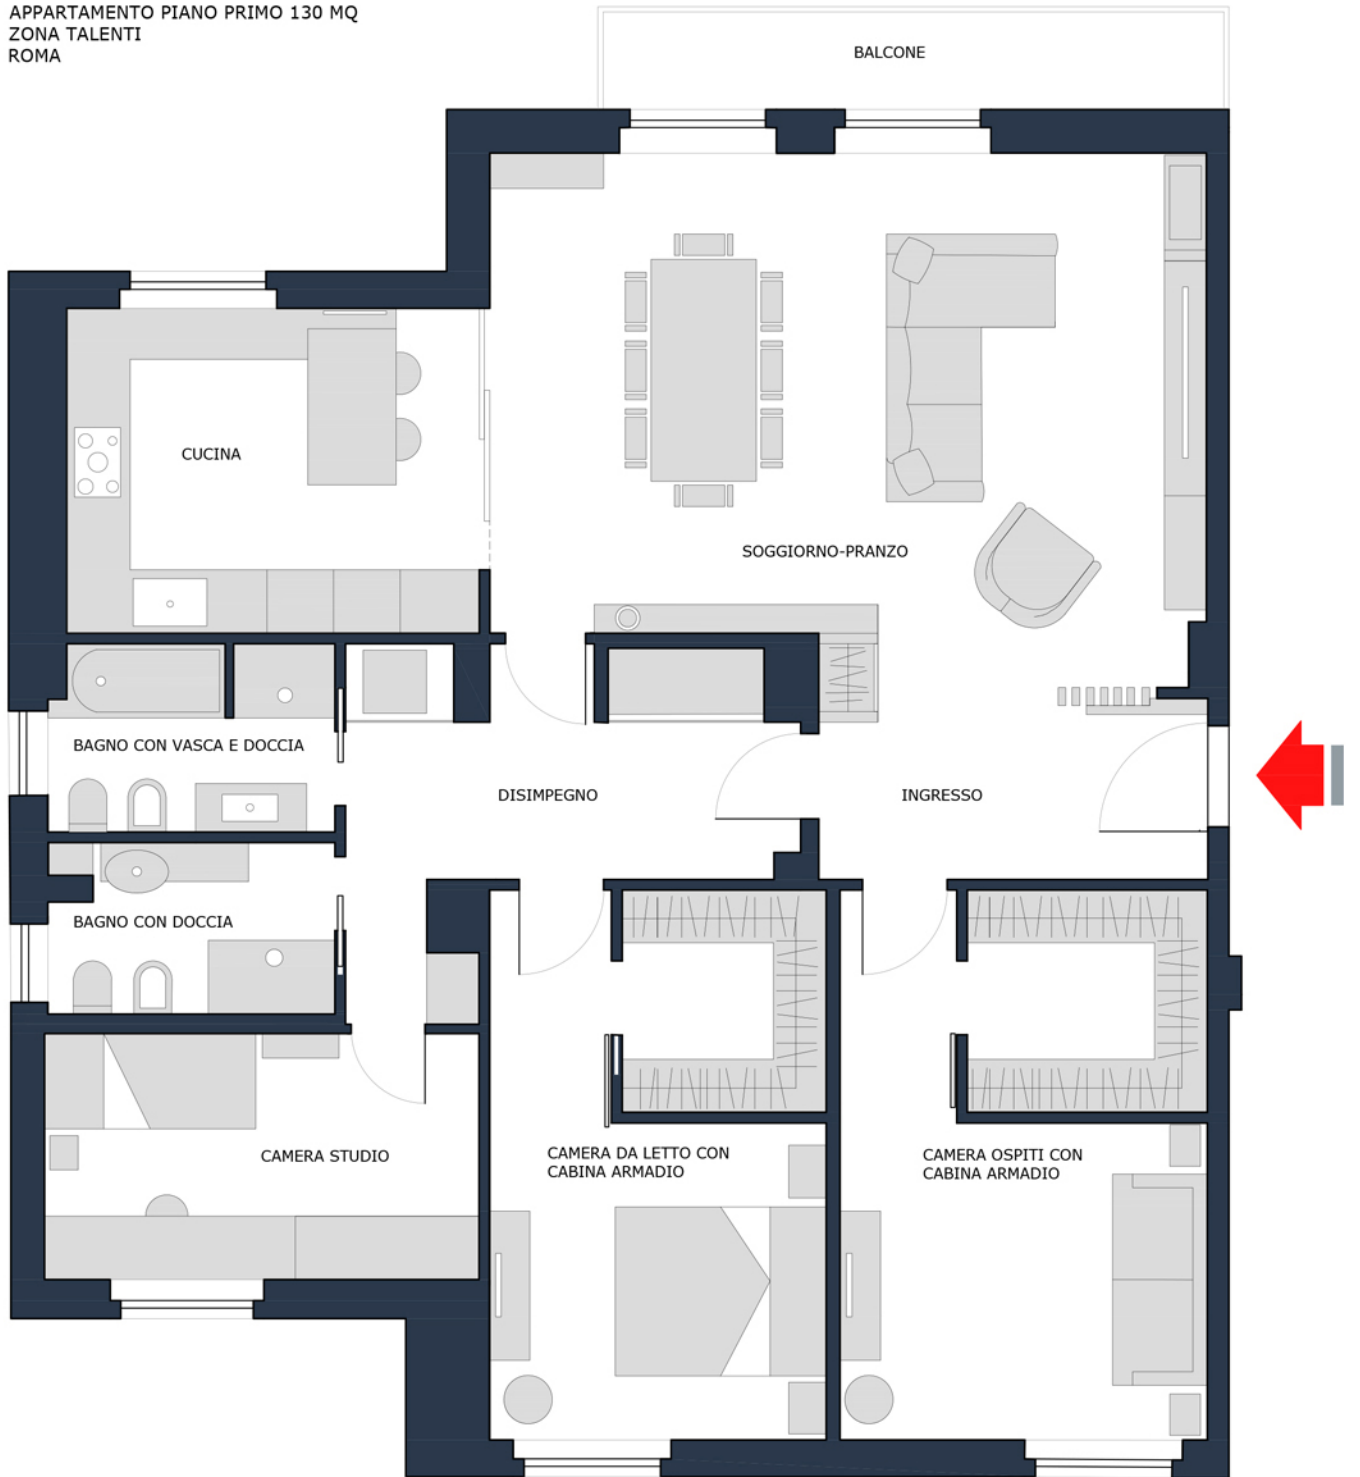 APPARTAMENTO PIANO PRIMO 130 MQ
ZONA TALENTI
ROMA
BALCONE
CUCINA
SOGGIORNO-PRANZO
BAGNO CON VASCA E DOCCIA
DISIMPEGNO
INGRESSO
BAGNO CON DOCCIA
CAMERA STUDIO
CAMERA DA LETTO CON
CABINA ARMADIO
CAMERA OSPITI CON
CABINA ARMADIO